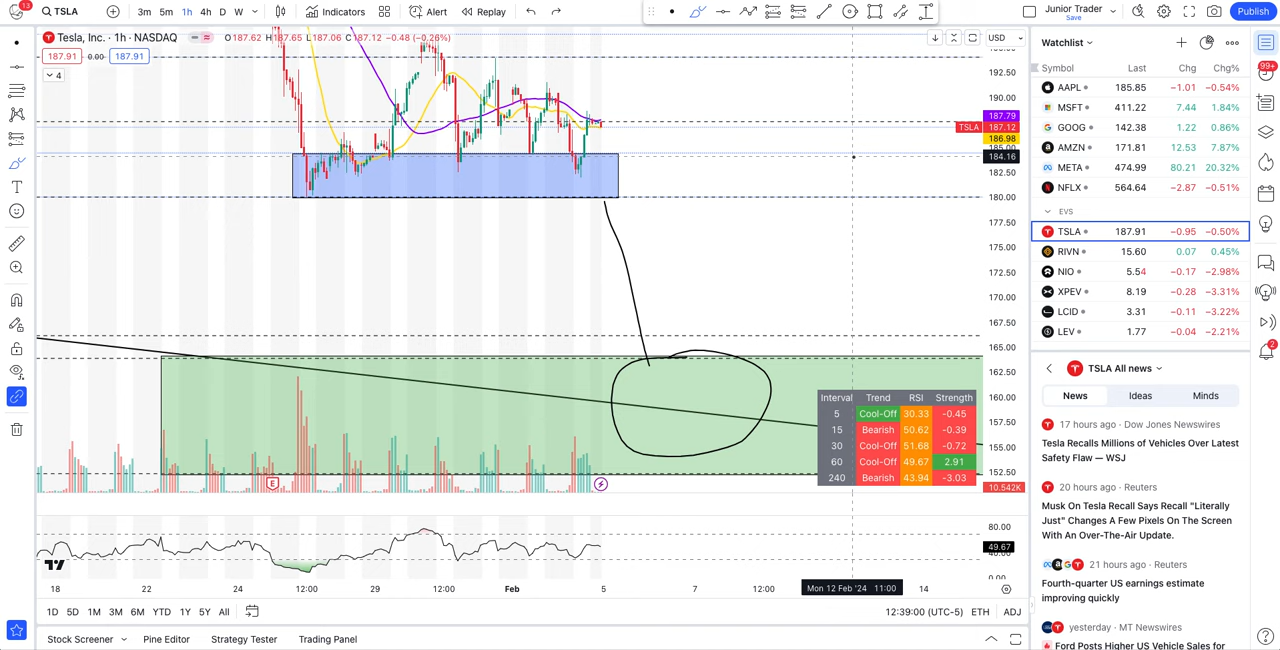 13
TSLA
3m 5m 1h 4h D W
Indicators
Alert
Replay
Junior Trader
Save
Publish
Tesla, Inc. · 1h · NASDAQ
O187.62 H187.65 L187.06 C187.12 −0.48 (−0.26%)
USD
187.91 0.00 187.91
4
192.50
190.00
187.79
TSLA 187.12
186.98
185.00
184.16
182.50
180.00
177.50
175.00
172.50
170.00
167.50
165.00
162.50
160.00
157.50
155.00
152.50
10.542K
Interval Trend RSI Strength
5 Cool-Off 30.33 -0.45
15 Bearish 50.62 -0.39
30 Cool-Off 51.68 -0.72
60 Cool-Off 49.67 2.91
240 Bearish 43.94 -3.03
E
80.00
49.67
40.00
0.00
18 22 24 12:00 29 12:00 Feb 5 7 12:00 Mon 12 Feb '24 11:00 14
1D 5D 1M 3M 6M YTD 1Y 5Y All
12:39:00 (UTC-5) ETH ADJ
Stock Screener Pine Editor Strategy Tester Trading Panel
Watchlist
Symbol Last Chg Chg%
AAPL 185.85 −1.01 −0.54%
MSFT 411.22 7.44 1.84%
GOOG 142.38 1.22 0.86%
AMZN 171.81 12.53 7.87%
META 474.99 80.21 20.32%
NFLX 564.64 −2.87 −0.51%
EVS
TSLA 187.91 −0.95 −0.50%
RIVN 15.60 0.07 0.45%
NIO 5.54 −0.17 −2.98%
XPEV 8.19 −0.28 −3.31%
LCID 3.31 −0.11 −3.22%
LEV 1.77 −0.04 −2.21%
TSLA All news
News Ideas Minds
17 hours ago · Dow Jones Newswires
Tesla Recalls Millions of Vehicles Over Latest
Safety Flaw — WSJ
20 hours ago · Reuters
Musk On Tesla Recall Says Recall "Literally
Just" Changes A Few Pixels On The Screen
With An Over-The-Air Update.
21 hours ago · Reuters
Fourth-quarter US earnings estimate
improving quickly
yesterday · MT Newswires
Ford Posts Higher US Vehicle Sales for
99+
2